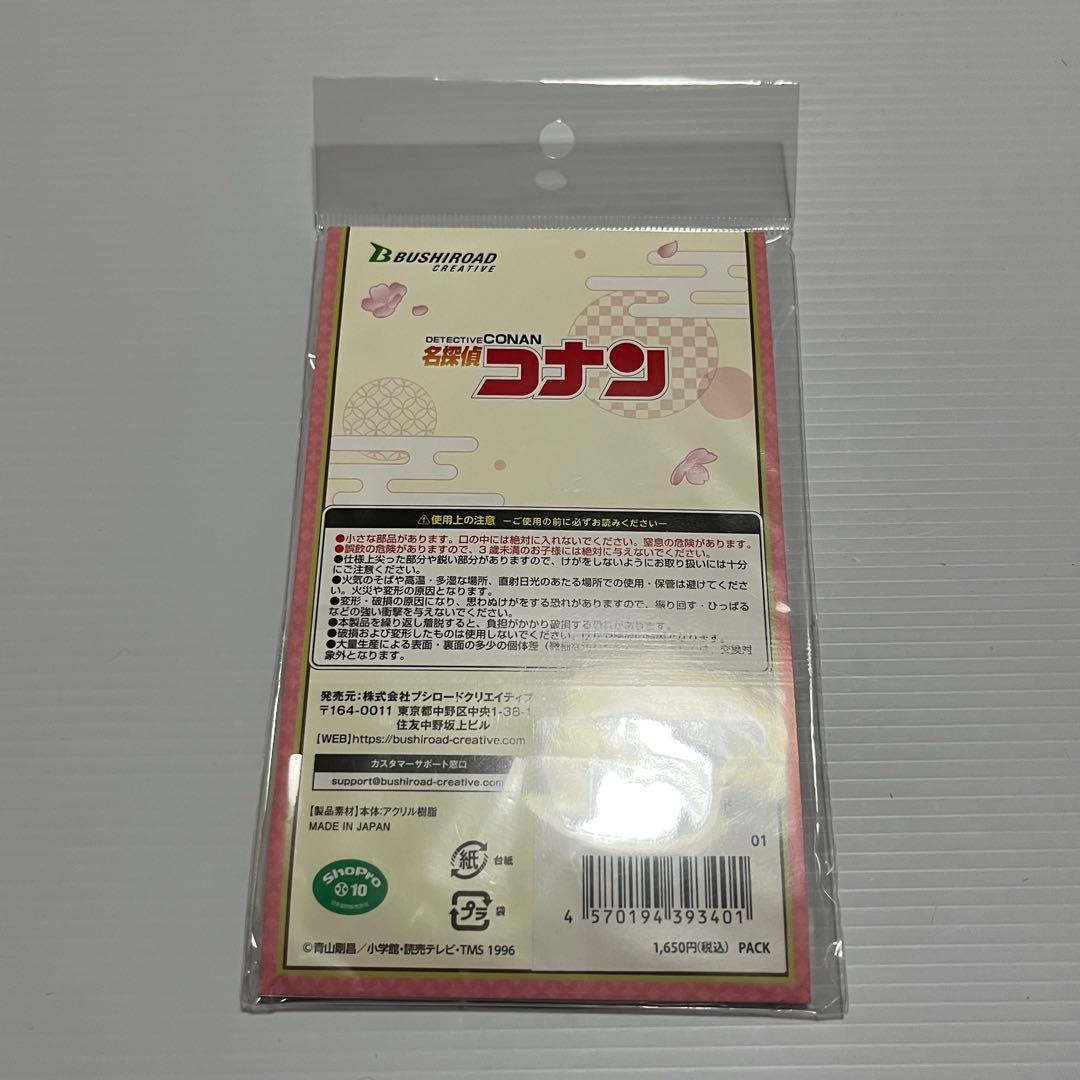 BUSHIROAD
CREATIVE
DETECTIVE CONAN
名探偵
コナン
⚠使用上の注意 ーご使用の前に必ずお読みくださいー
●小さな部品があります。口の中には絶対に入れないでください。窒息の危険があります。
●誤飲の危険がありますので、3歳未満のお子様には絶対に与えないでください。
●仕様上尖った部分や鋭い部分がありますので、けがをしないようにお取り扱いには十分
にご注意ください。
●火気のそばや高温・多湿な場所、直射日光のあたる場所での使用・保管は避けてくださ
い。火災や変形の原因となります。
●変形・破損の原因になり、思わぬけがをする恐れがありますので、振り回す・ひっぱる
などの強い衝撃を与えないでください。
●本製品を繰り返し着脱すると、負担がかかり破損する恐れがあります。
●破損および変形したものは使用しないでください。
●大量生産による表面・裏面の多少の個体差 交換対
象外となります。
発売元:株式会社ブシロードクリエイティブ
〒164-0011 東京都中野区中央1-38-1
住友中野坂上ビル
【WEB】https://bushiroad-creative.com
カスタマーサポート窓口
support@bushiroad-creative.com
【製品素材】本体:アクリル樹脂
MADE IN JAPAN
ShoPro
10
紙 台紙
プラ 袋
©青山剛昌/小学館・読売テレビ・TMS 1996
01
4 570194 393401
1,650円(税込) PACK